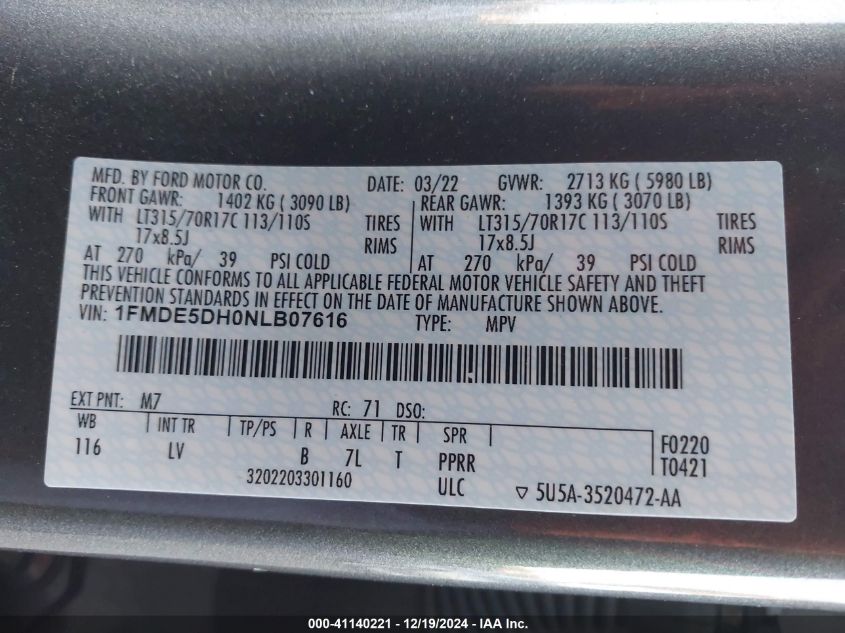 MFD. BY FORD MOTOR CO. DATE: 03/22 GVWR: 2713 KG ( 5980 LB)
FRONT GAWR: 1402 KG ( 3090 LB) REAR GAWR: 1393 KG ( 3070 LB)
WITH LT315/70R17C 113/110S TIRES WITH LT315/70R17C 113/110S TIRES
17x8.5J RIMS 17x8.5J RIMS
AT 270 kPa/ 39 PSI COLD AT 270 kPa/ 39 PSI COLD
THIS VEHICLE CONFORMS TO ALL APPLICABLE FEDERAL MOTOR VEHICLE SAFETY AND THEFT
PREVENTION STANDARDS IN EFFECT ON THE DATE OF MANUFACTURE SHOWN ABOVE.
VIN: 1FMDE5DH0NLB07616 TYPE: MPV
EXT PNT: M7 RC: 71 DSO:
WB INT TR TP/PS R AXLE TR SPR F0220
116 LV B 7L T PPRR T0421
3202203301160 ULC 5U5A-3520472-AA
000-41140221 - 12/19/2024 - IAA Inc.